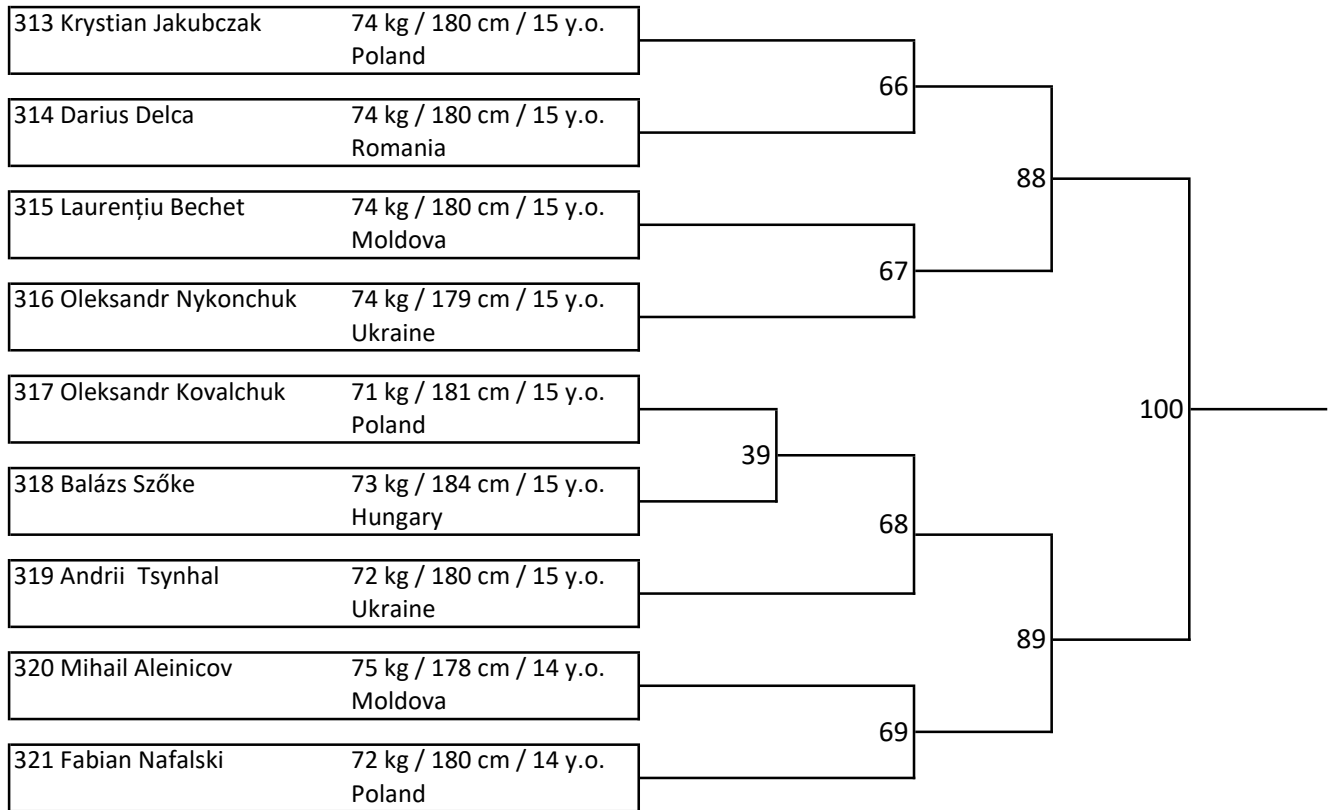 313 Krystian Jakubczak 74 kg / 180 cm / 15 y.o.
Poland
66
314 Darius Delca 74 kg / 180 cm / 15 y.o.
Romania
88
315 Laurențiu Bechet 74 kg / 180 cm / 15 y.o.
Moldova
67
316 Oleksandr Nykonchuk 74 kg / 179 cm / 15 y.o.
Ukraine
317 Oleksandr Kovalchuk 71 kg / 181 cm / 15 y.o.
Poland
100
39
318 Balázs Szőke 73 kg / 184 cm / 15 y.o.
Hungary
68
319 Andrii  Tsynhal 72 kg / 180 cm / 15 y.o.
Ukraine
89
320 Mihail Aleinicov 75 kg / 178 cm / 14 y.o.
Moldova
69
321 Fabian Nafalski 72 kg / 180 cm / 14 y.o.
Poland